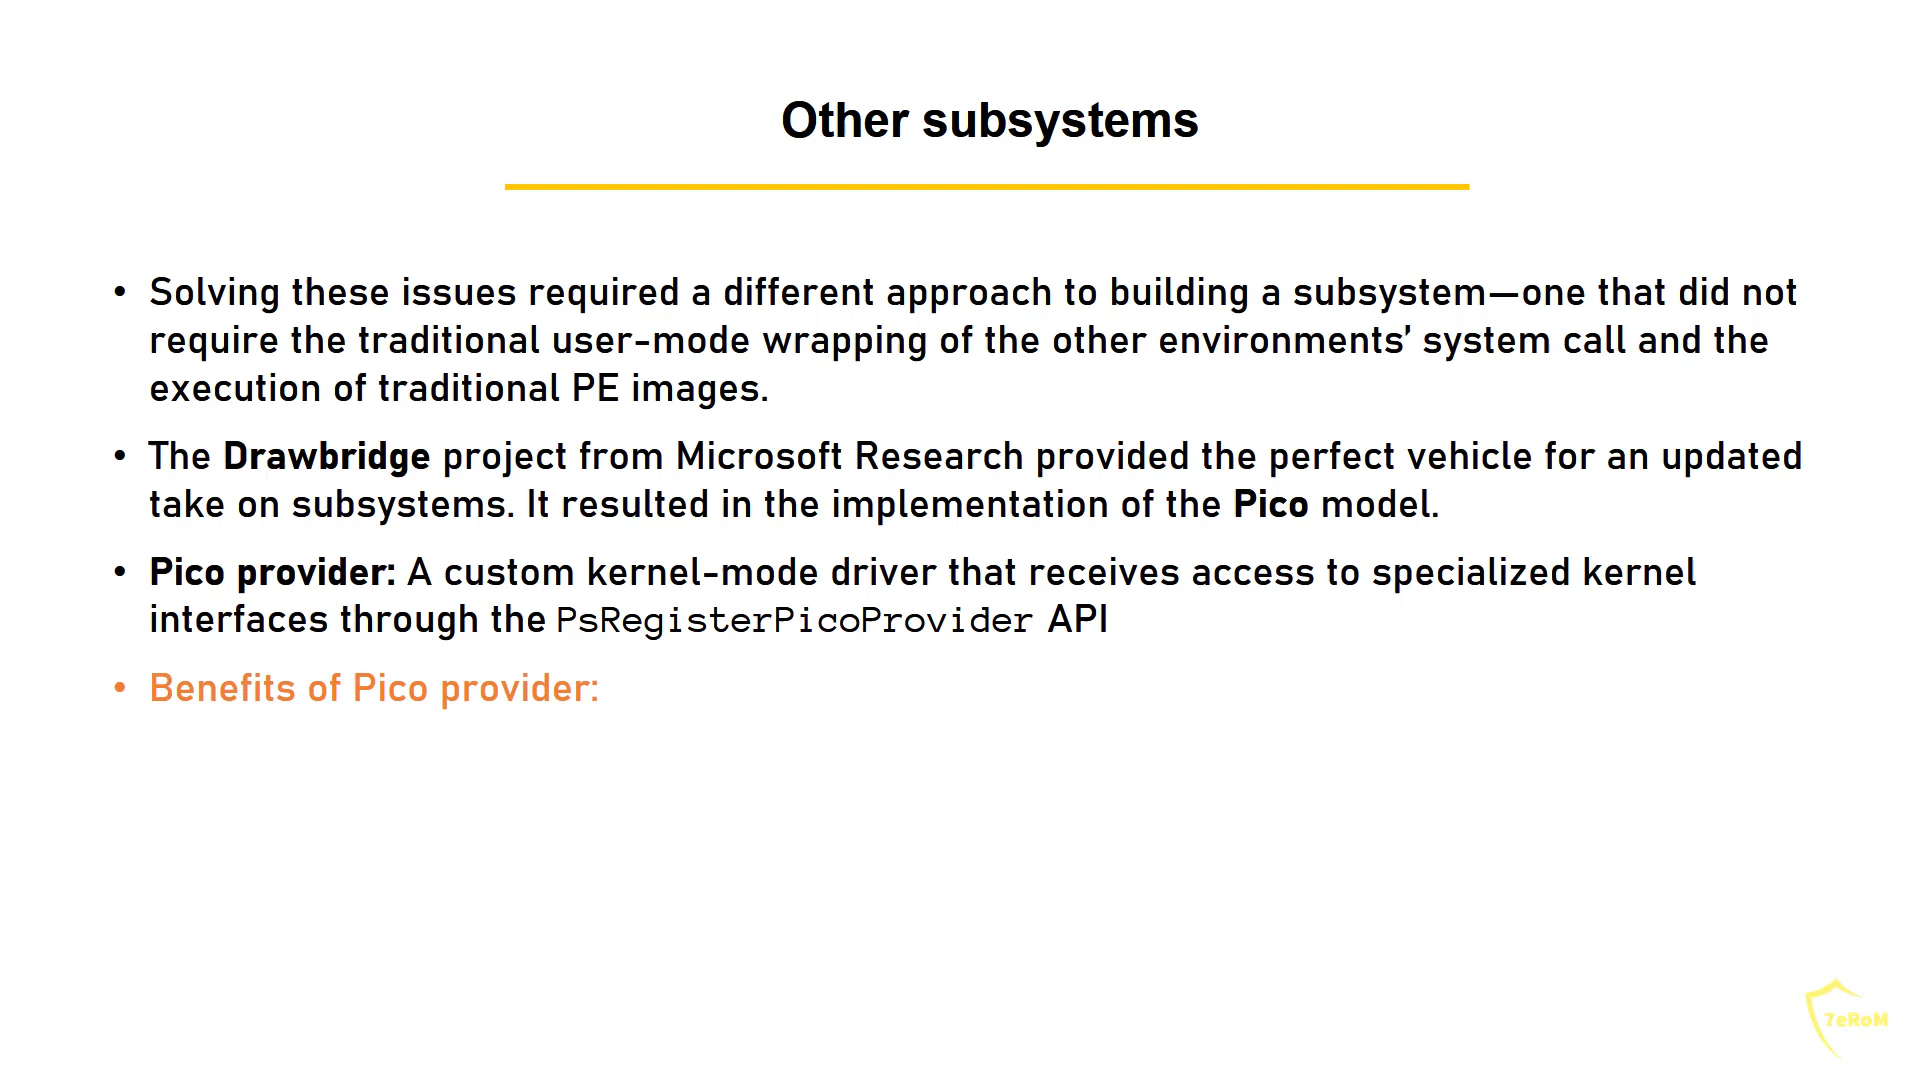 Other subsystems
• Solving these issues required a different approach to building a subsystem—one that did not
require the traditional user-mode wrapping of the other environments’ system call and the
execution of traditional PE images.
• The Drawbridge project from Microsoft Research provided the perfect vehicle for an updated
take on subsystems. It resulted in the implementation of the Pico model.
• Pico provider: A custom kernel-mode driver that receives access to specialized kernel
interfaces through the PsRegisterPicoProvider API
• Benefits of Pico provider:
7eRoM